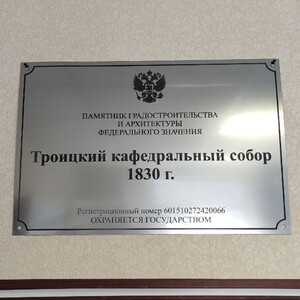 ПАМЯТНИК ГРАДОСТРОИТЕЛЬСТВА
И АРХИТЕКТУРЫ
ФЕДЕРАЛЬНОГО ЗНАЧЕНИЯ
Троицкий кафедральный собор
1830 г.
Регистрационный номер 601510272420066
ОХРАНЯЕТСЯ ГОСУДАРСТВОМ